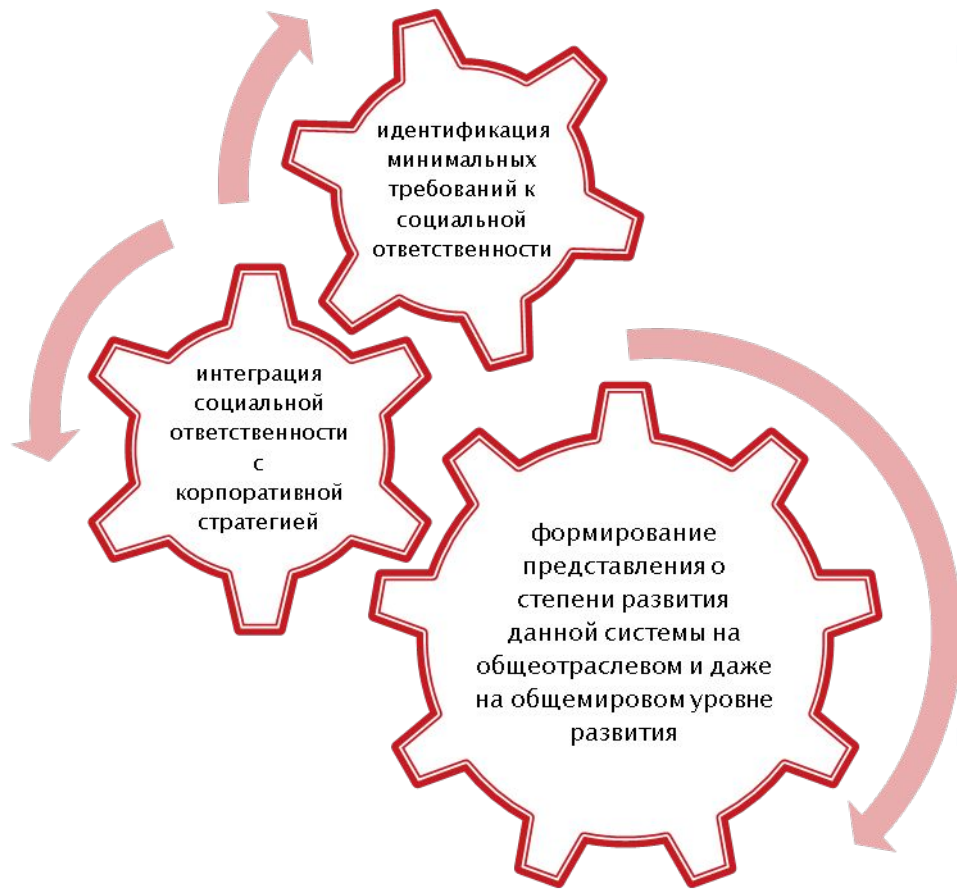 идентификация
минимальных
требований к
социальной
ответственности
интеграция
социальной
ответственности
с
корпоративной
стратегией
формирование
представления о
степени развития
данной системы на
общеотраслевом и даже
на общемировом уровне
развития